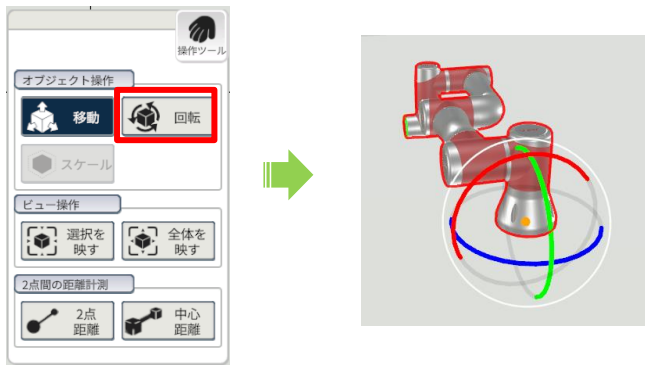 操作ツール
オブジェクト操作
移動
回転
スケール
ビュー操作
選択を
映す
全体を
映す
2点間の距離計測
2点
距離
中心
距離